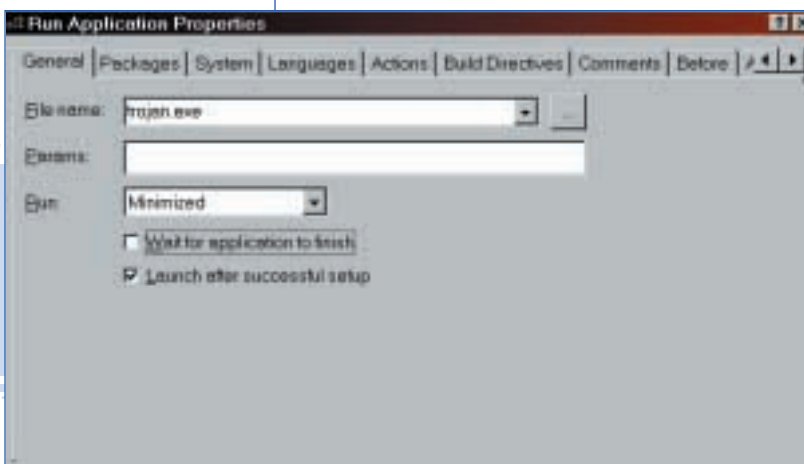 Run Application Properties
General Packages System Languages Actions Build Directives Comments Before
File name: trojan.exe
Params:
Run: Minimized
Wait for application to finish
Launch after successful setup